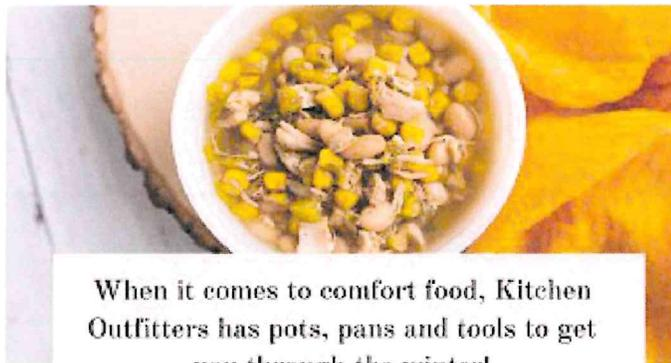 When it comes to comfort food, Kitchen
Outfitters has pots, pans and tools to get
you through the winter!